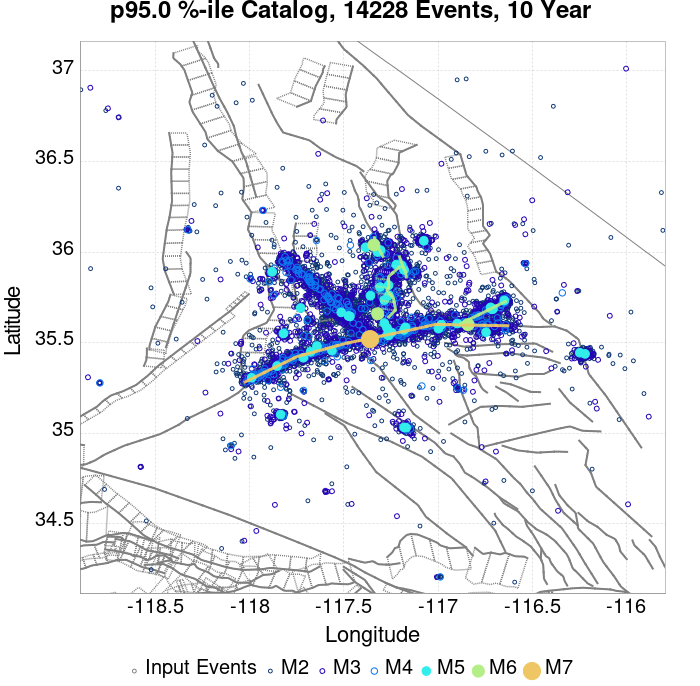 p95.0 %-ile Catalog, 14228 Events, 10 Year
37
36.5
36
35.5
35
34.5
Latitude
-118.5 -118 -117.5 -117 -116.5 -116
Longitude
Input Events M2 M3 M4 M5 M6 M7